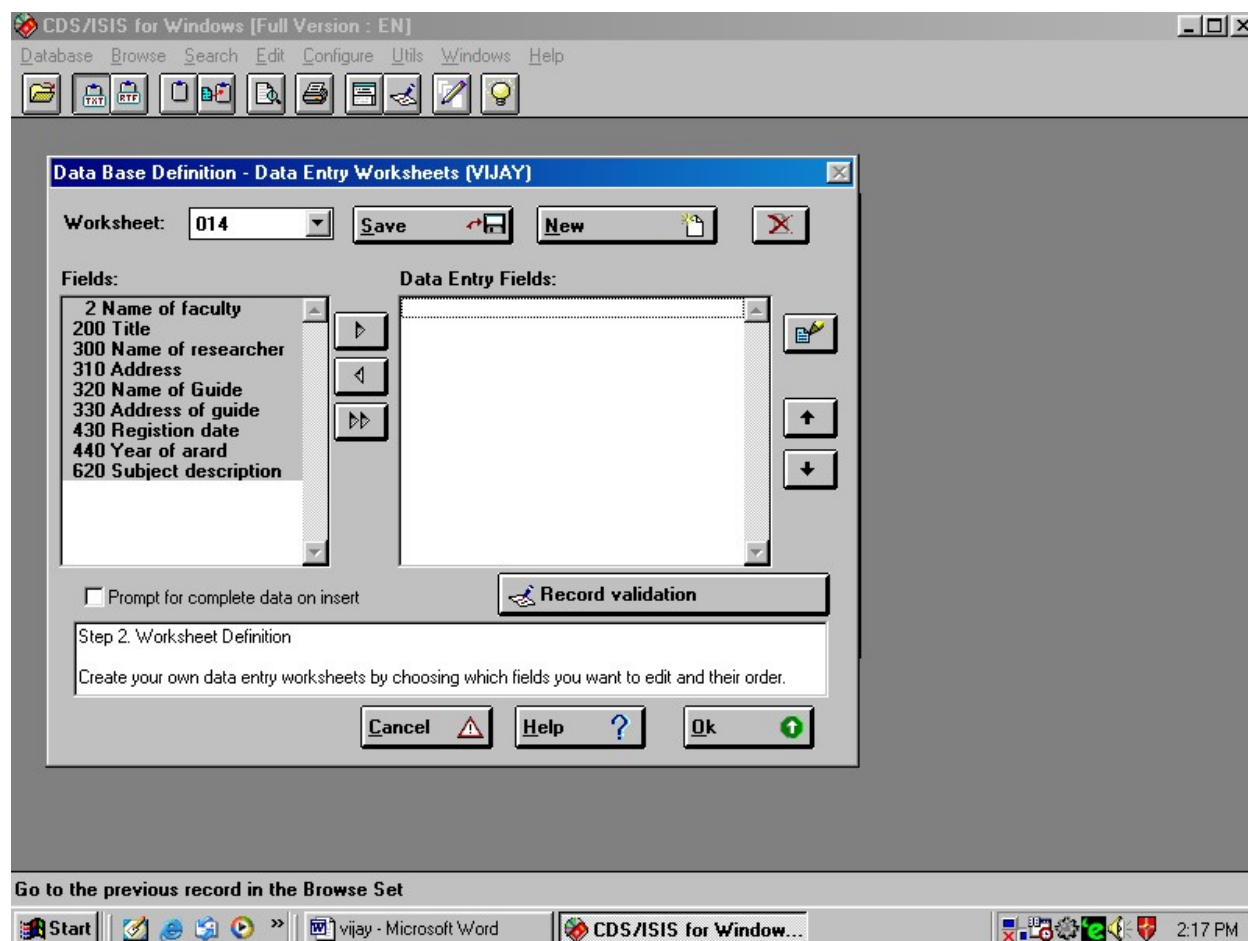 CDS/ISIS for Windows [Full Version : EN]
Database Browse Search Edit Configure Utils Windows Help
TXT RTF
Data Base Definition - Data Entry Worksheets (VIJAY)
Worksheet: 014 Save New
Fields: Data Entry Fields:
2 Name of faculty
200 Title
300 Name of researcher
310 Address
320 Name of Guide
330 Address of guide
430 Registion date
440 Year of arard
620 Subject description
Prompt for complete data on insert
Record validation
Step 2. Worksheet Definition
Create your own data entry worksheets by choosing which fields you want to edit and their order.
Cancel Help ? Ok
Go to the previous record in the Browse Set
Start » vijay - Microsoft Word CDS/ISIS for Window... 2:17 PM